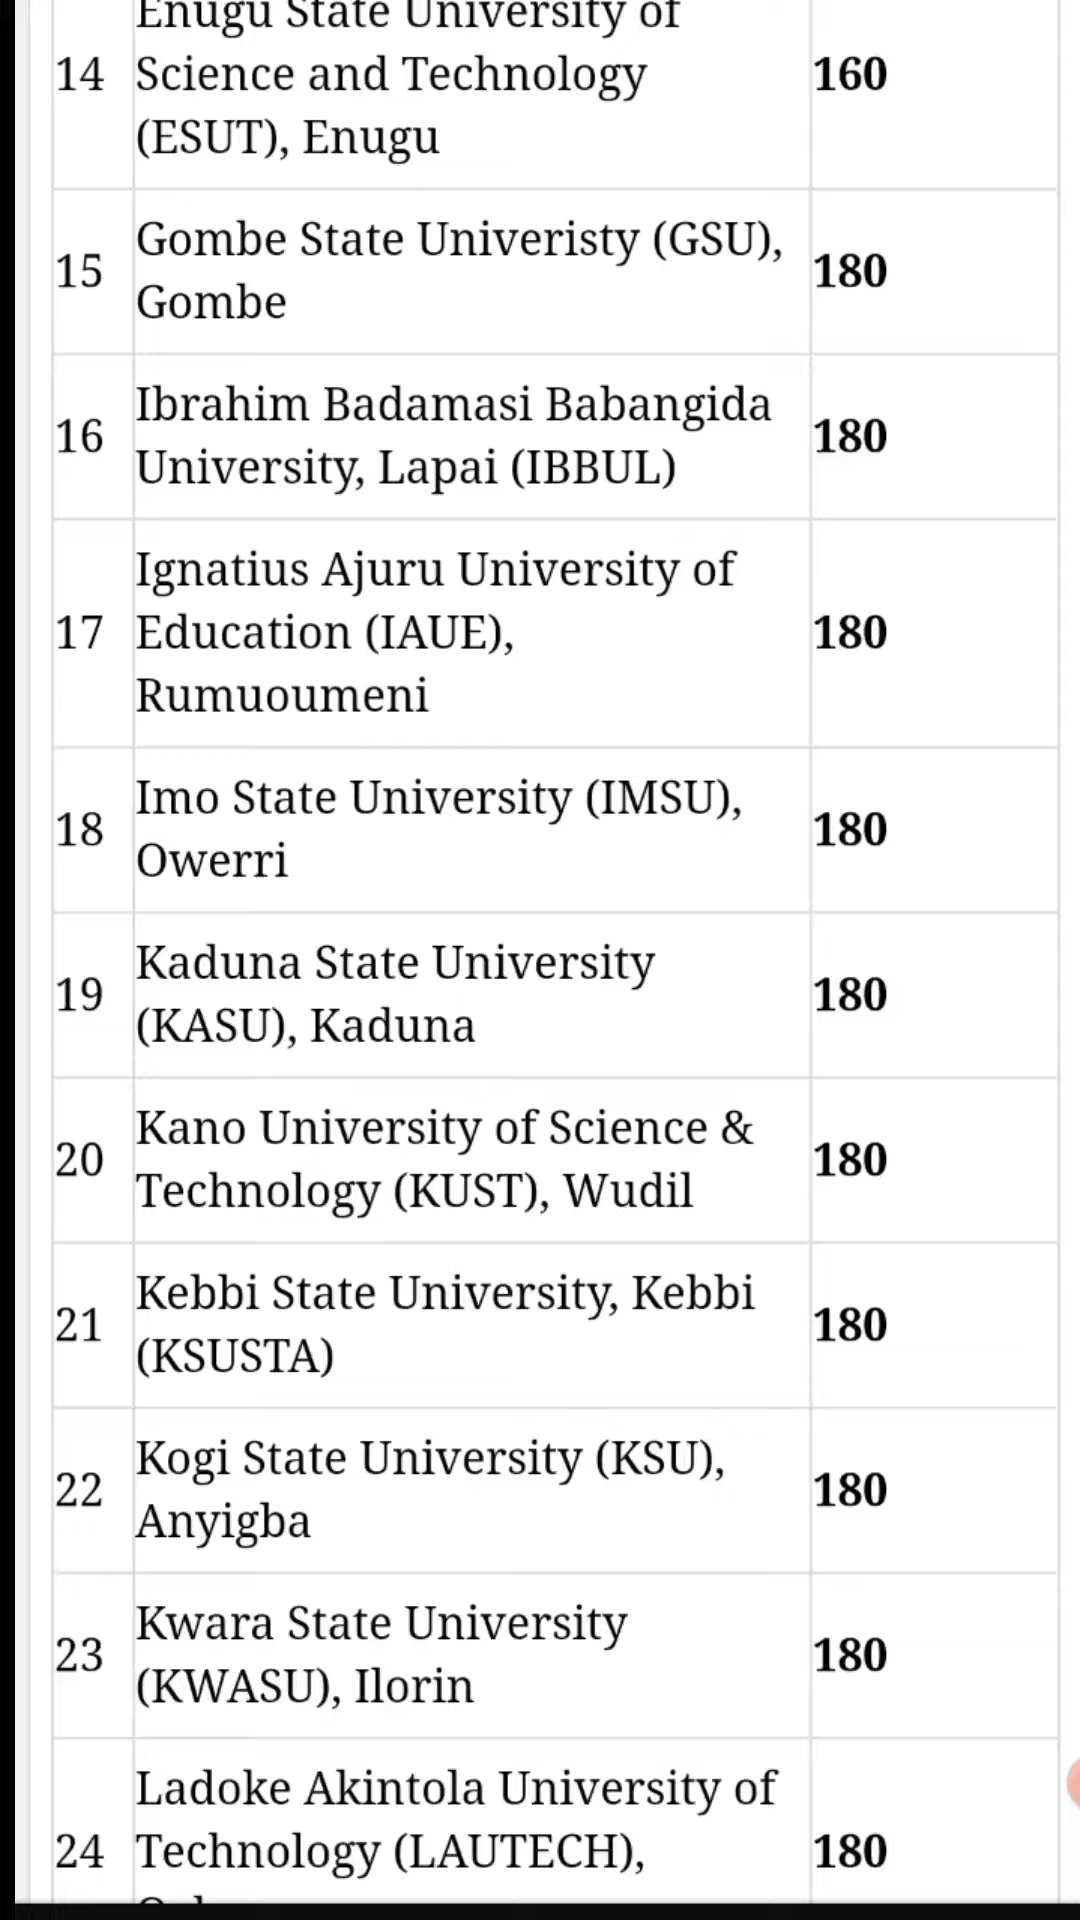 Enugu State University of
14 Science and Technology 160
(ESUT), Enugu
Gombe State Univeristy (GSU),
15 180
Gombe
Ibrahim Badamasi Babangida
16 180
University, Lapai (IBBUL)
Ignatius Ajuru University of
17 Education (IAUE), 180
Rumuoumeni
Imo State University (IMSU),
18 180
Owerri
Kaduna State University
19 180
(KASU), Kaduna
Kano University of Science &
20 180
Technology (KUST), Wudil
Kebbi State University, Kebbi
21 180
(KSUSTA)
Kogi State University (KSU),
22 180
Anyigba
Kwara State University
23 180
(KWASU), Ilorin
Ladoke Akintola University of
24 Technology (LAUTECH), 180